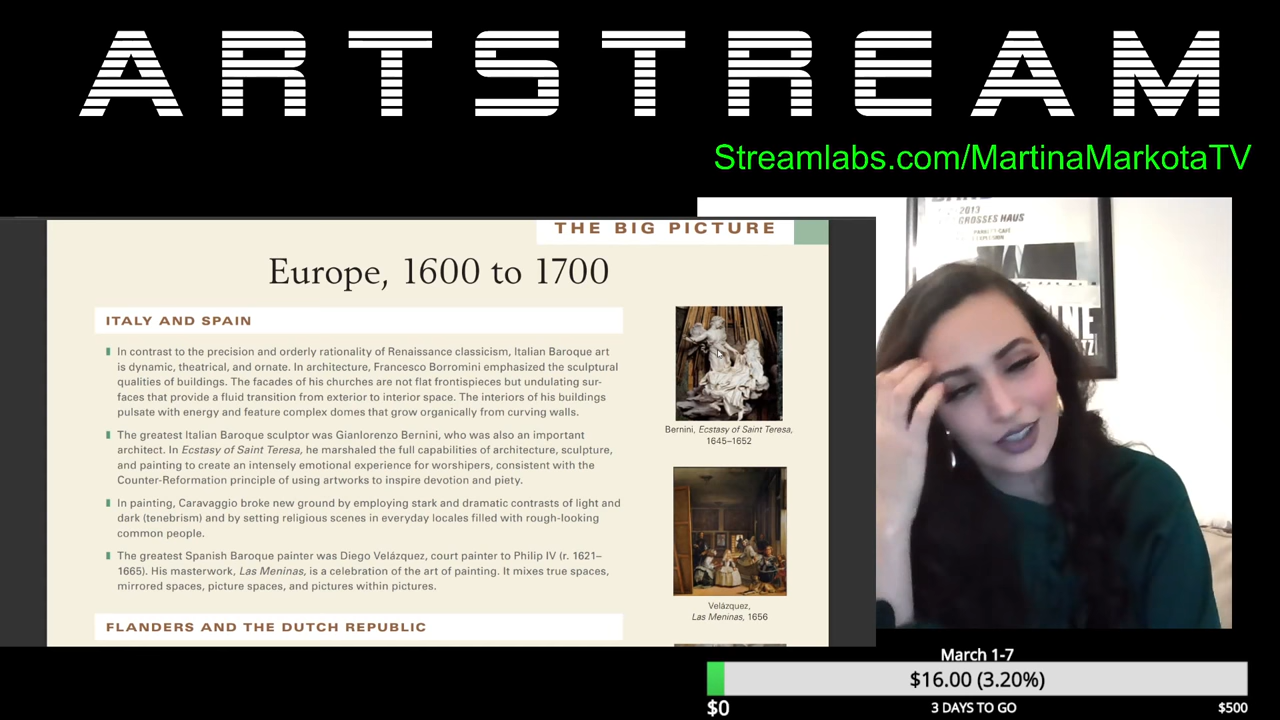 ARTSTREAM
Streamlabs.com/MartinaMarkotaTV
THE BIG PICTURE
Europe, 1600 to 1700
ITALY AND SPAIN
In contrast to the precision and orderly rationality of Renaissance classicism, Italian Baroque art
is dynamic, theatrical, and ornate. In architecture, Francesco Borromini emphasized the sculptural
qualities of buildings. The facades of his churches are not flat frontispieces but undulating sur-
faces that provide a fluid transition from exterior to interior space. The interiors of his buildings
pulsate with energy and feature complex domes that grow organically from curving walls.
The greatest Italian Baroque sculptor was Gianlorenzo Bernini, who was also an important
architect. In Ecstasy of Saint Teresa, he marshaled the full capabilities of architecture, sculpture,
and painting to create an intensely emotional experience for worshipers, consistent with the
Counter-Reformation principle of using artworks to inspire devotion and piety.
In painting, Caravaggio broke new ground by employing stark and dramatic contrasts of light and
dark (tenebrism) and by setting religious scenes in everyday locales filled with rough-looking
common people.
The greatest Spanish Baroque painter was Diego Velázquez, court painter to Philip IV (r. 1621–
1665). His masterwork, Las Meninas, is a celebration of the art of painting. It mixes true spaces,
mirrored spaces, picture spaces, and pictures within pictures.
FLANDERS AND THE DUTCH REPUBLIC
Bernini, Ecstasy of Saint Teresa,
1645–1652
Velázquez,
Las Meninas, 1656
2013
GROSSES HAUS
March 1-7
$16.00 (3.20%)
$0
3 DAYS TO GO
$500